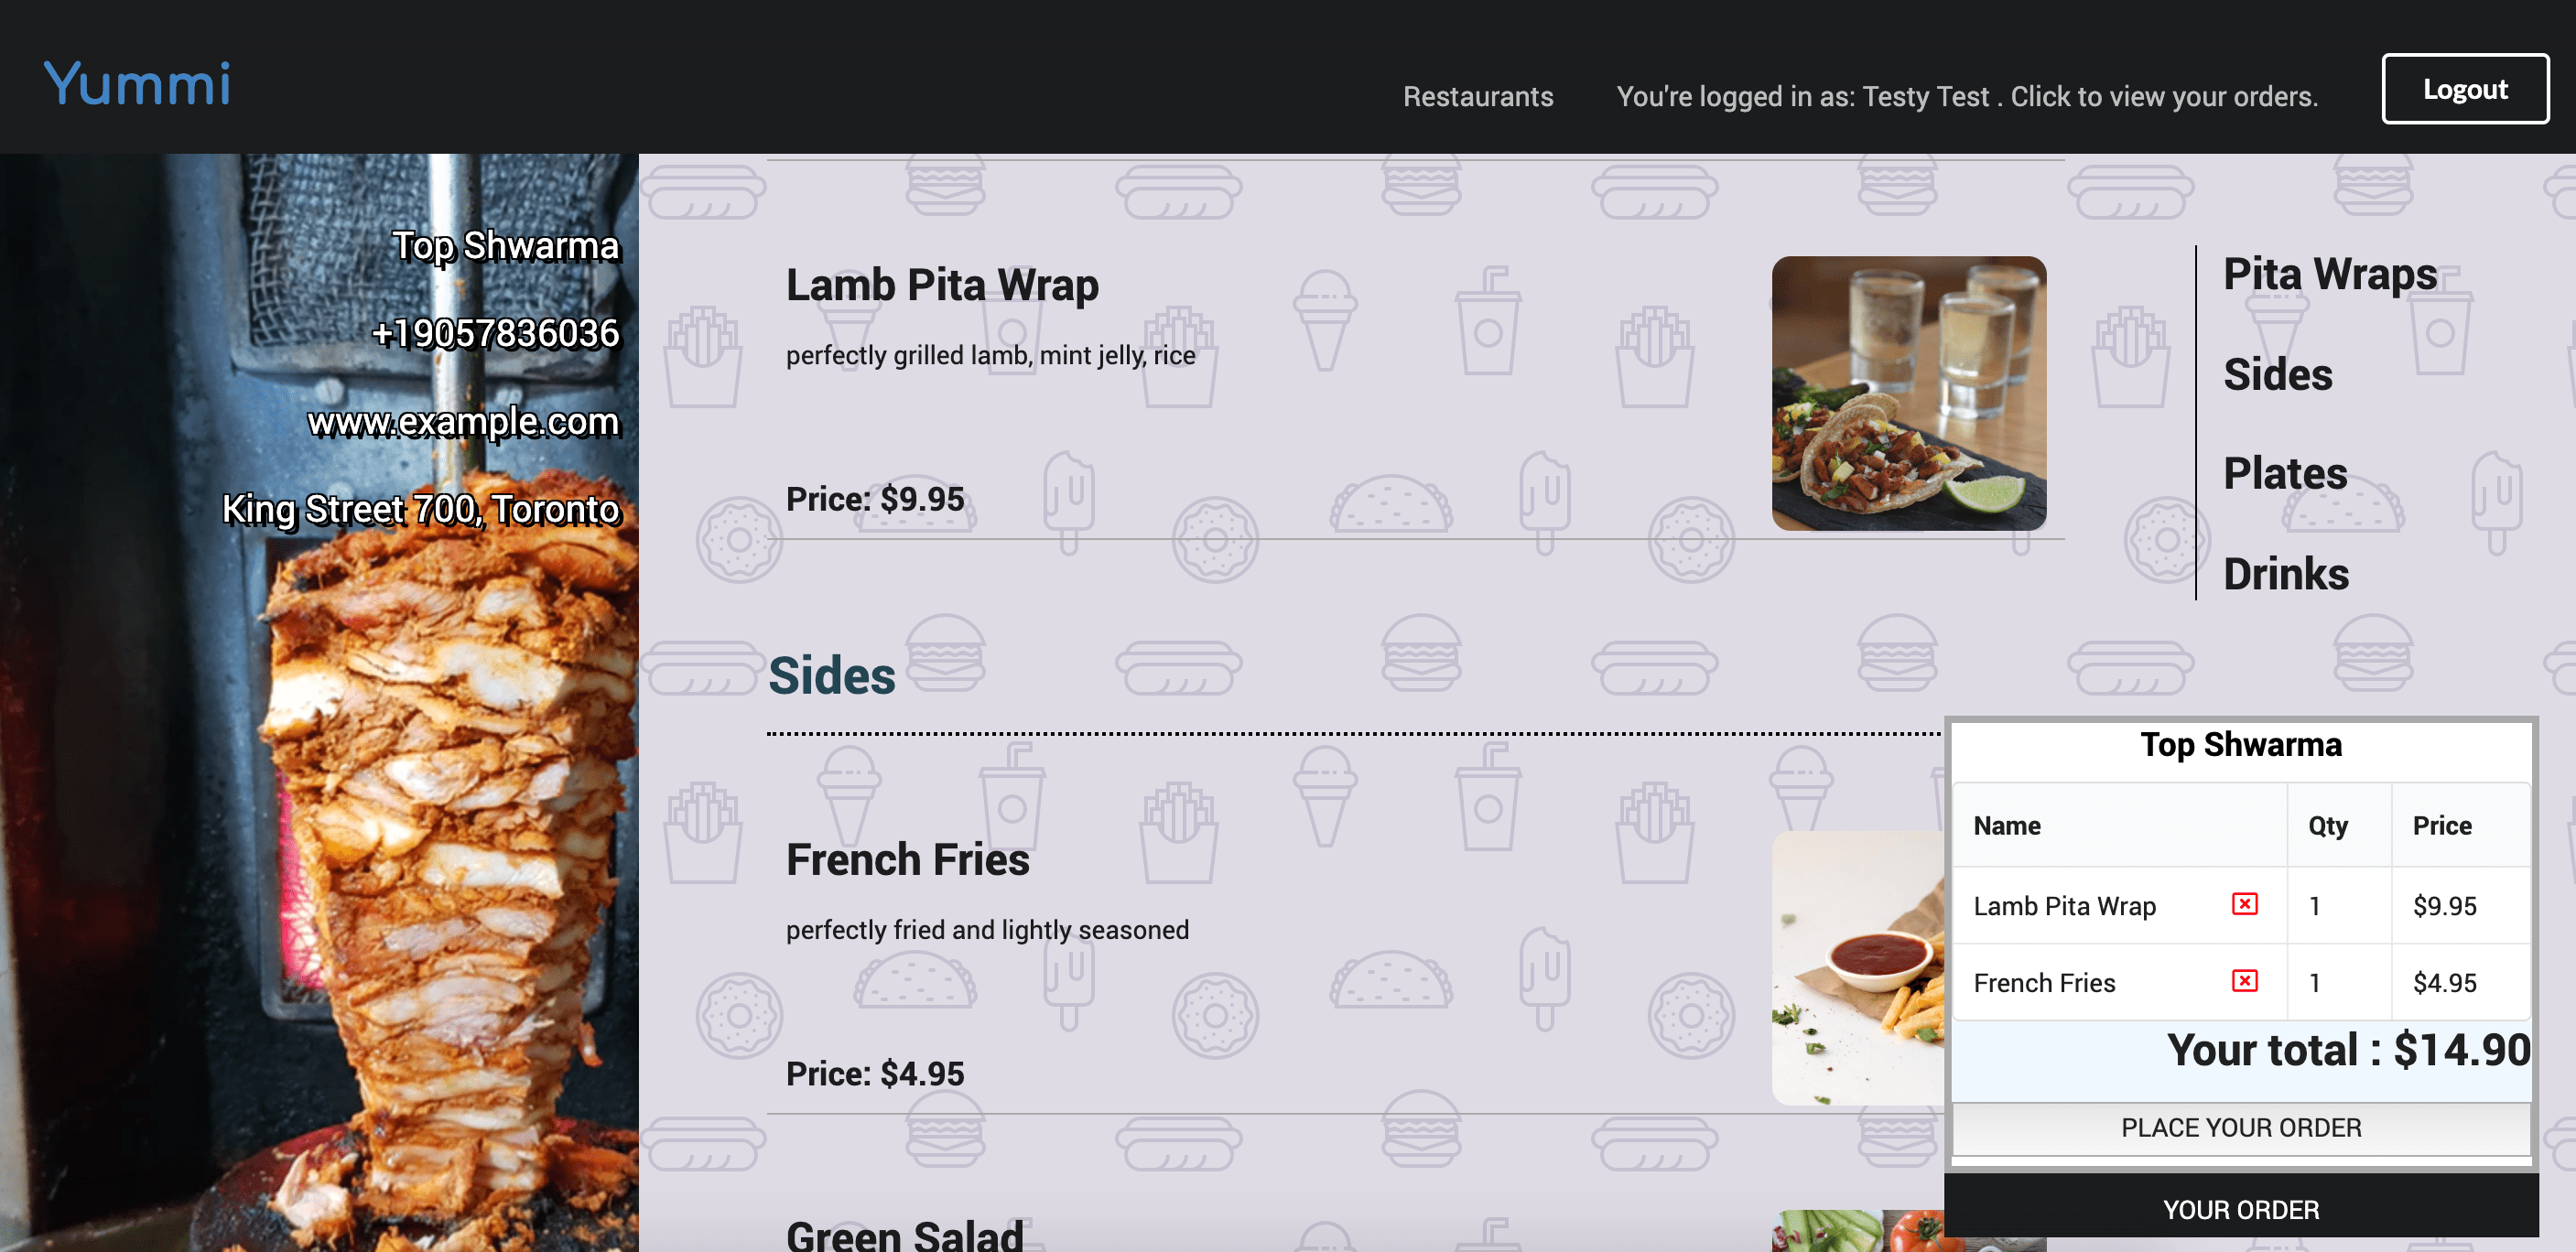 Yummi
Restaurants
You're logged in as: Testy Test . Click to view your orders.
Logout
Top Shwarma
+19057836036
www.example.com
King Street 700, Toronto
Lamb Pita Wrap
perfectly grilled lamb, mint jelly, rice
Price: $9.95
Pita Wraps
Sides
Plates
Drinks
Sides
French Fries
perfectly fried and lightly seasoned
Price: $4.95
Green Salad
Top Shwarma
Name Qty Price
Lamb Pita Wrap 1 $9.95
French Fries 1 $4.95
Your total : $14.90
PLACE YOUR ORDER
YOUR ORDER